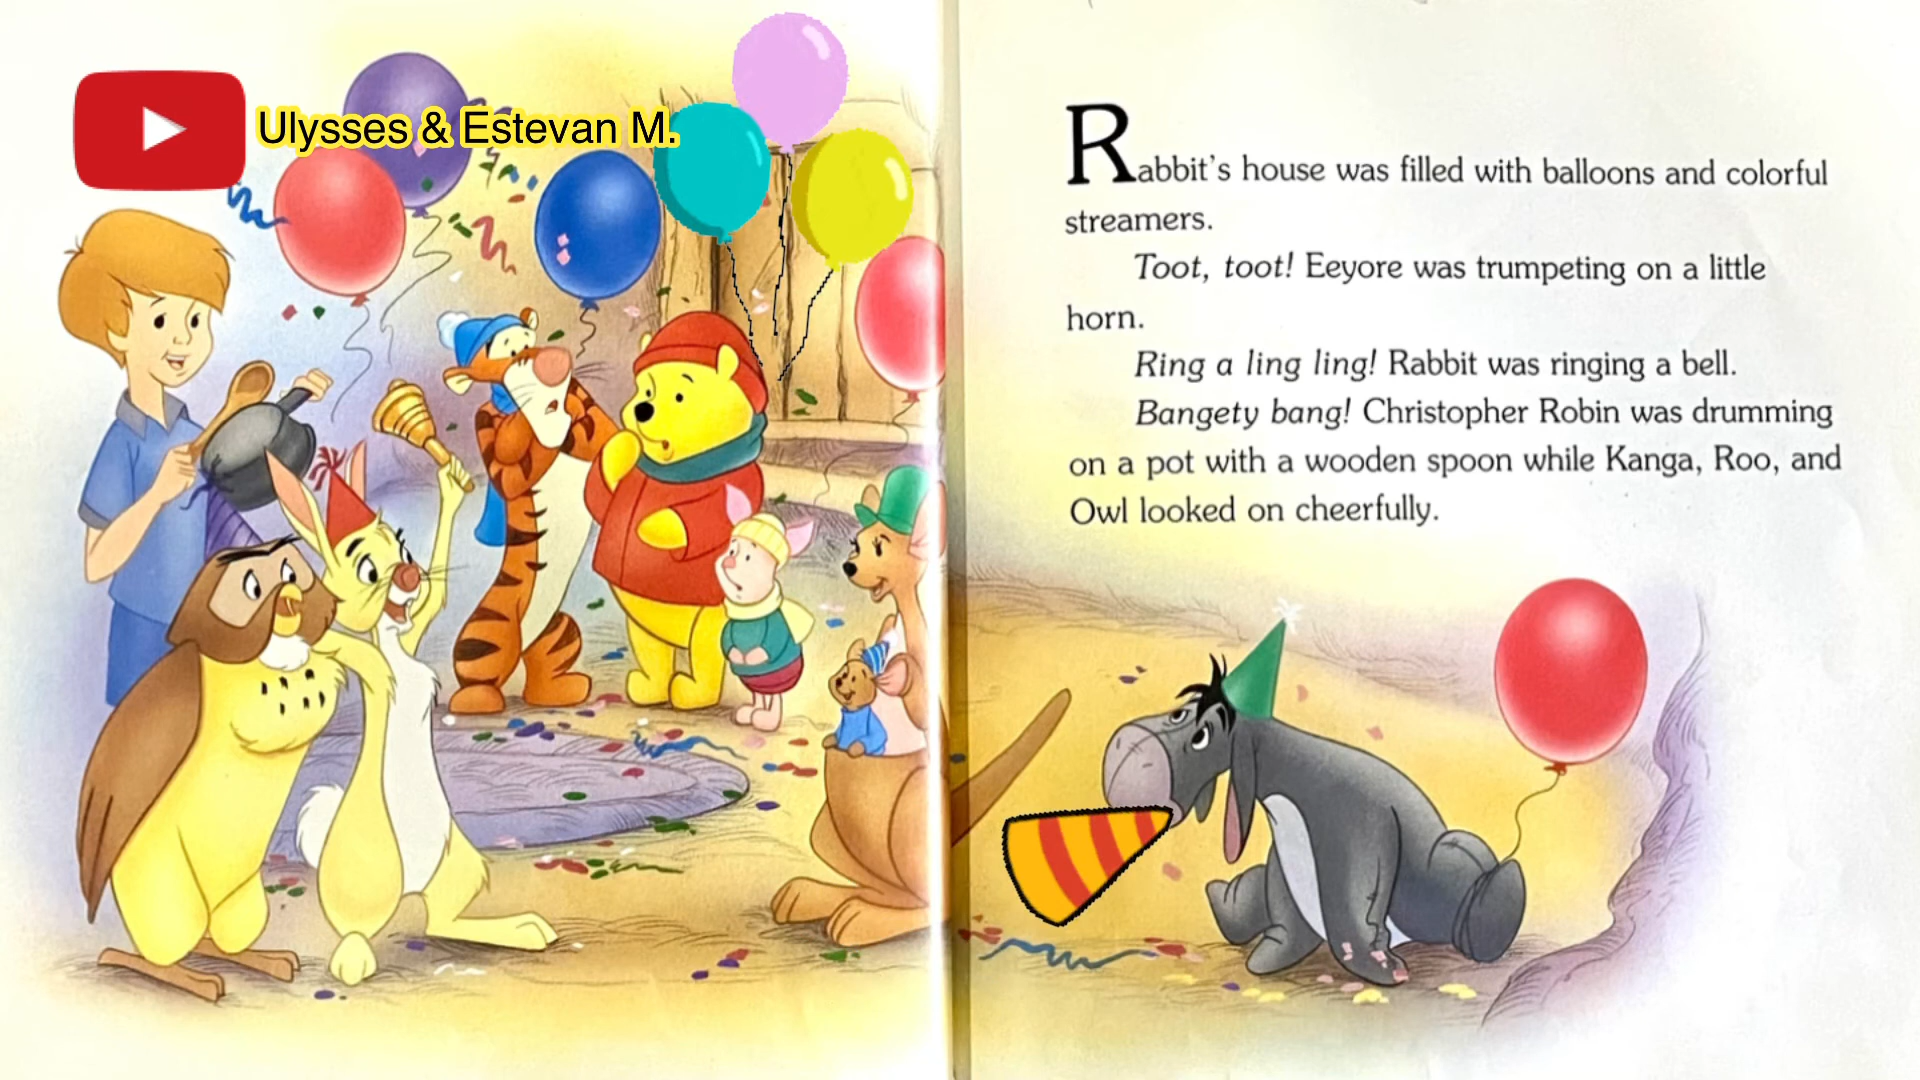 Ulysses & Estevan M.
Rabbit's house was filled with balloons and colorful
streamers.
Toot, toot! Eeyore was trumpeting on a little
horn.
Ring a ling ling! Rabbit was ringing a bell.
Bangety bang! Christopher Robin was drumming
on a pot with a wooden spoon while Kanga, Roo, and
Owl looked on cheerfully.